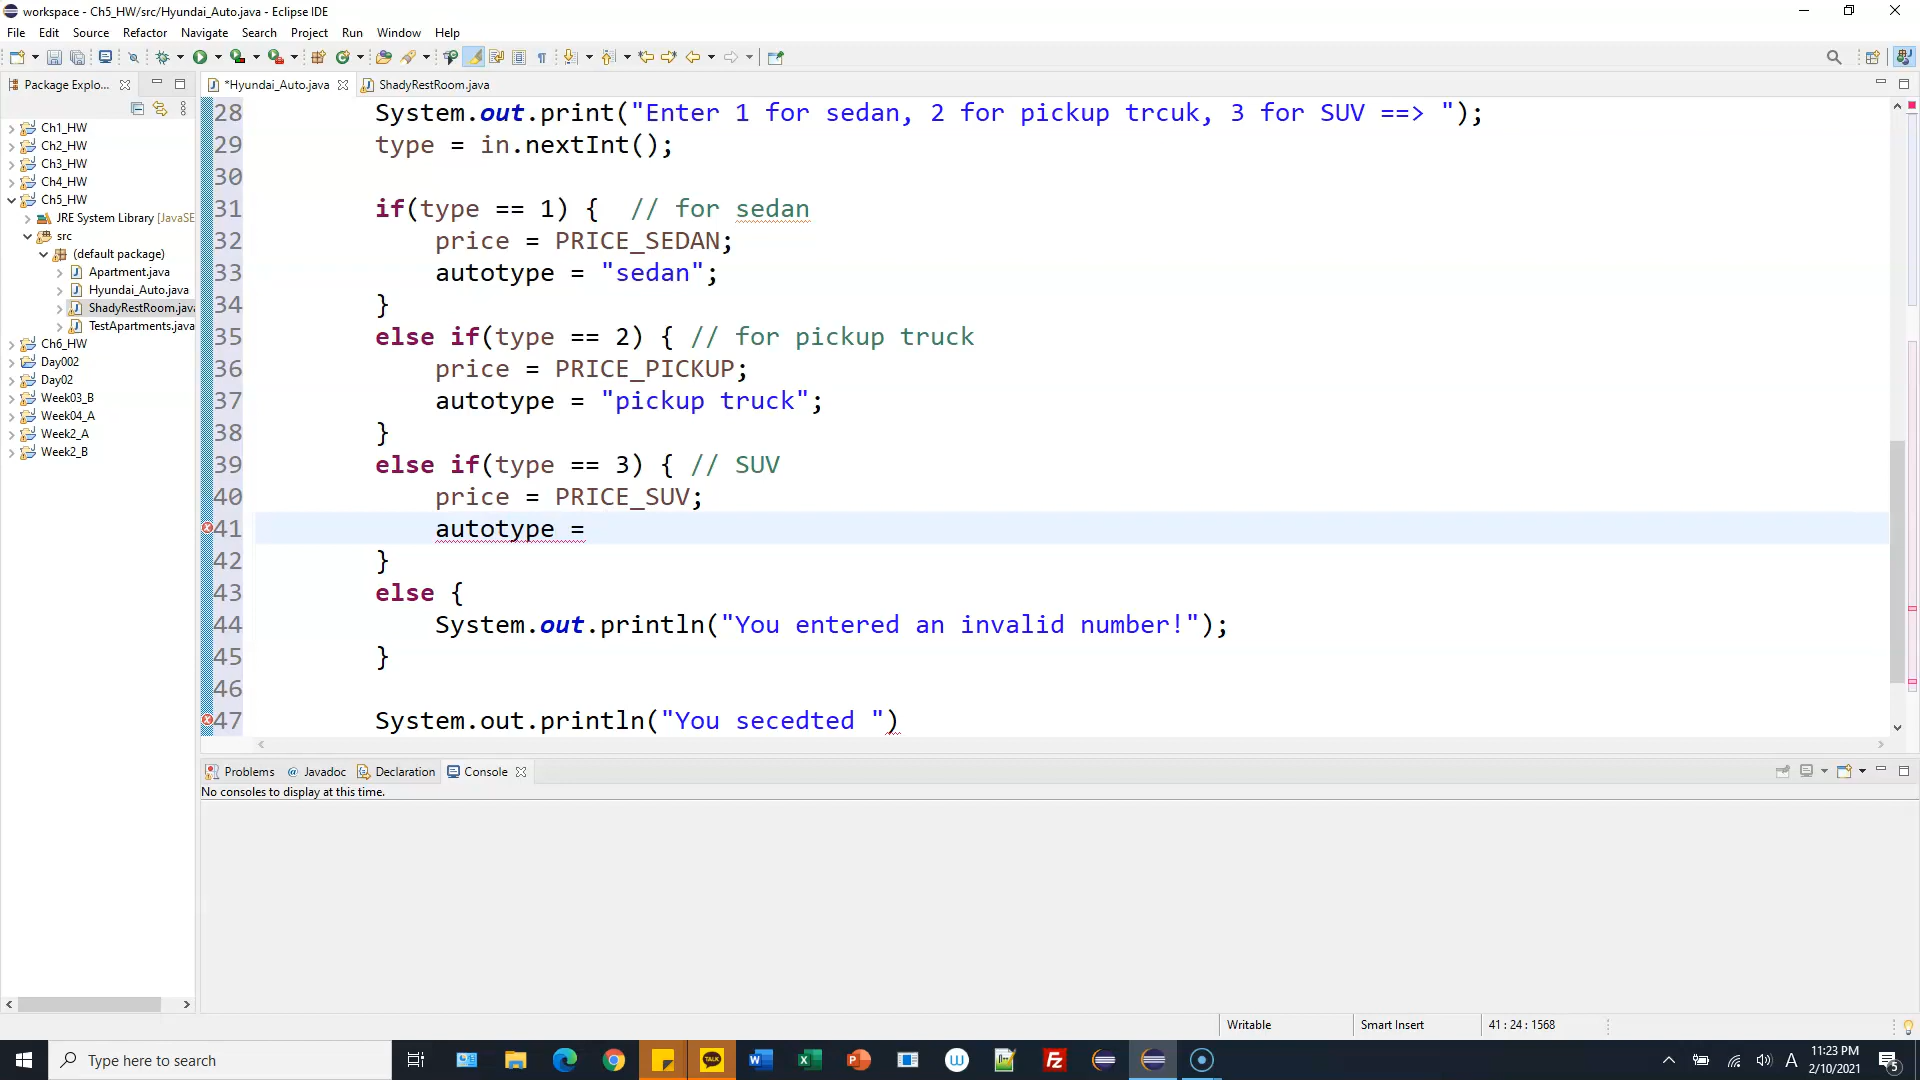 workspace - Ch5_HW/src/Hyundai_Auto.java - Eclipse IDE
File Edit Source Refactor Navigate Search Project Run Window Help
Package Explo...
*Hyundai_Auto.java
ShadyRestRoom.java
Ch1_HW
Ch2_HW
Ch3_HW
Ch4_HW
Ch5_HW
JRE System Library [JavaSE
src
(default package)
Apartment.java
Hyundai_Auto.java
ShadyRestRoom.java
TestApartments.java
Ch6_HW
Day002
Day02
Week03_B
Week04_A
Week2_A
Week2_B
28 System.out.print("Enter 1 for sedan, 2 for pickup trcuk, 3 for SUV ==> ");
29 type = in.nextInt();
30
31 if(type == 1) { // for sedan
32 price = PRICE_SEDAN;
33 autotype = "sedan";
34 }
35 else if(type == 2) { // for pickup truck
36 price = PRICE_PICKUP;
37 autotype = "pickup truck";
38 }
39 else if(type == 3) { // SUV
40 price = PRICE_SUV;
41 autotype =
42 }
43 else {
44 System.out.println("You entered an invalid number!");
45 }
46
47 System.out.println("You secedted ")
Problems @ Javadoc Declaration Console
No consoles to display at this time.
Writable Smart Insert 41 : 24 : 1568
Type here to search
TALK
A
11:23 PM
2/10/2021
5